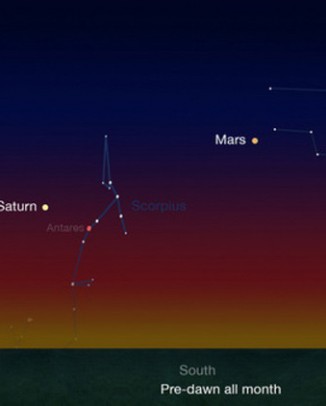 Mars
Saturn
Scorpius
Antares
South
Pre-dawn all month